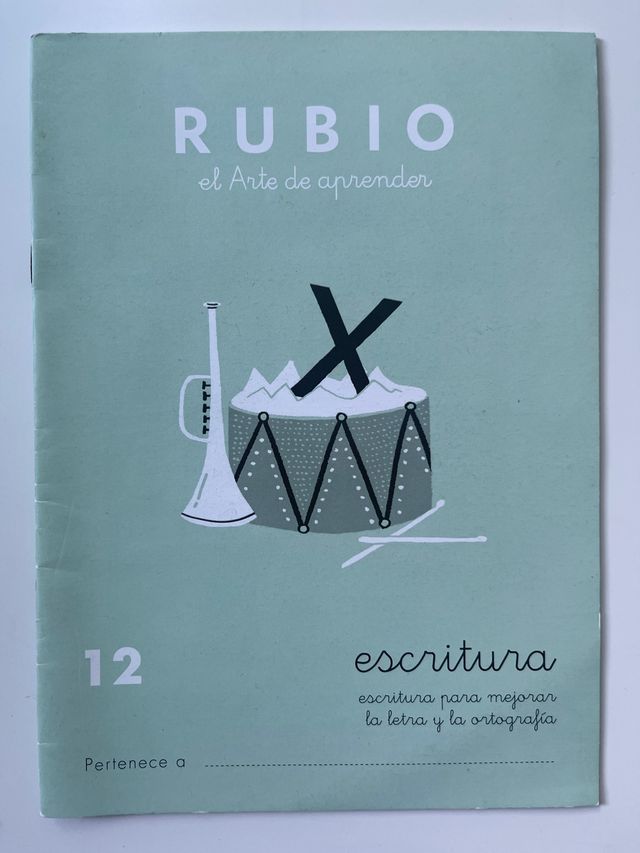 RUBIO
el Arte de aprender
X
12
escritura
escritura para mejorar
la letra y la ortografía
Pertenece a